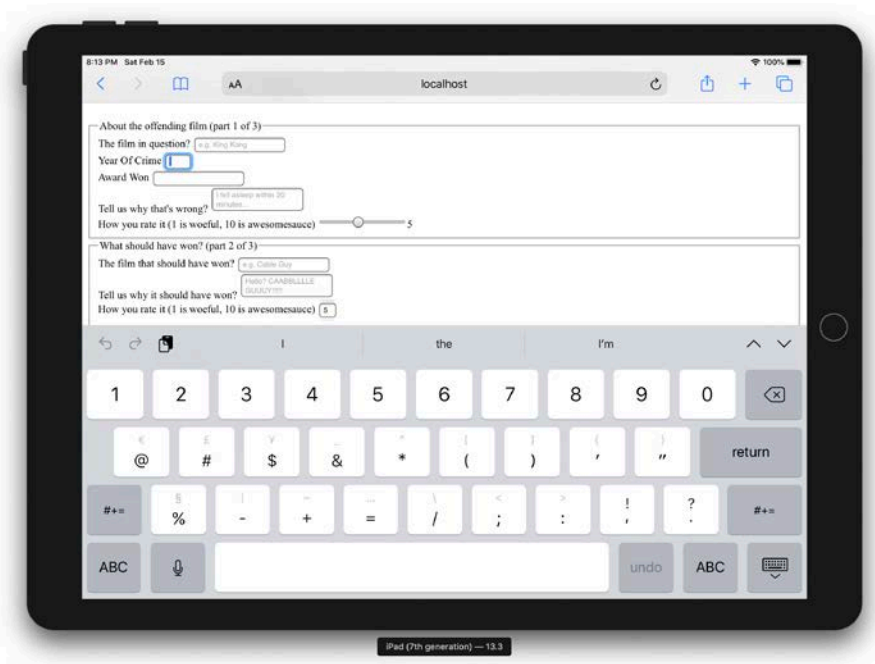 8:13 PM Sat Feb 15
100%
AA
localhost
About the offending film (part 1 of 3)
The film in question? e.g. King Kong
Year Of Crime
Award Won
I fell asleep within 20
minutes...
Tell us why that's wrong?
How you rate it (1 is woeful, 10 is awesomesauce) 5
What should have won? (part 2 of 3)
The film that should have won? e.g. Cable Guy
Hello? CAABBLLLLE
GUUUY!!!!!
Tell us why it should have won?
How you rate it (1 is woeful, 10 is awesomesauce) 5
I the I'm
1 2 3 4 5 6 7 8 9 0
€ £ ¥ _ ^ [ ] { }
@ # $ & * ( ) ' "
return
§ | ~ … \ < > ! ?
#+= % - + = / ; : , . #+=
ABC undo ABC
iPad (7th generation) — 13.3